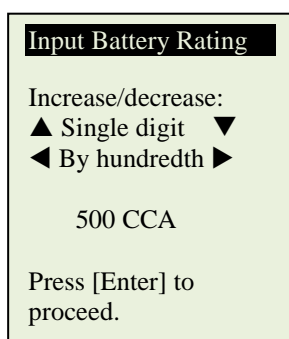 Input Battery Rating
Increase/decrease:
▲ Single digit ▼
◀ By hundredth ▶
500 CCA
Press [Enter] to
proceed.